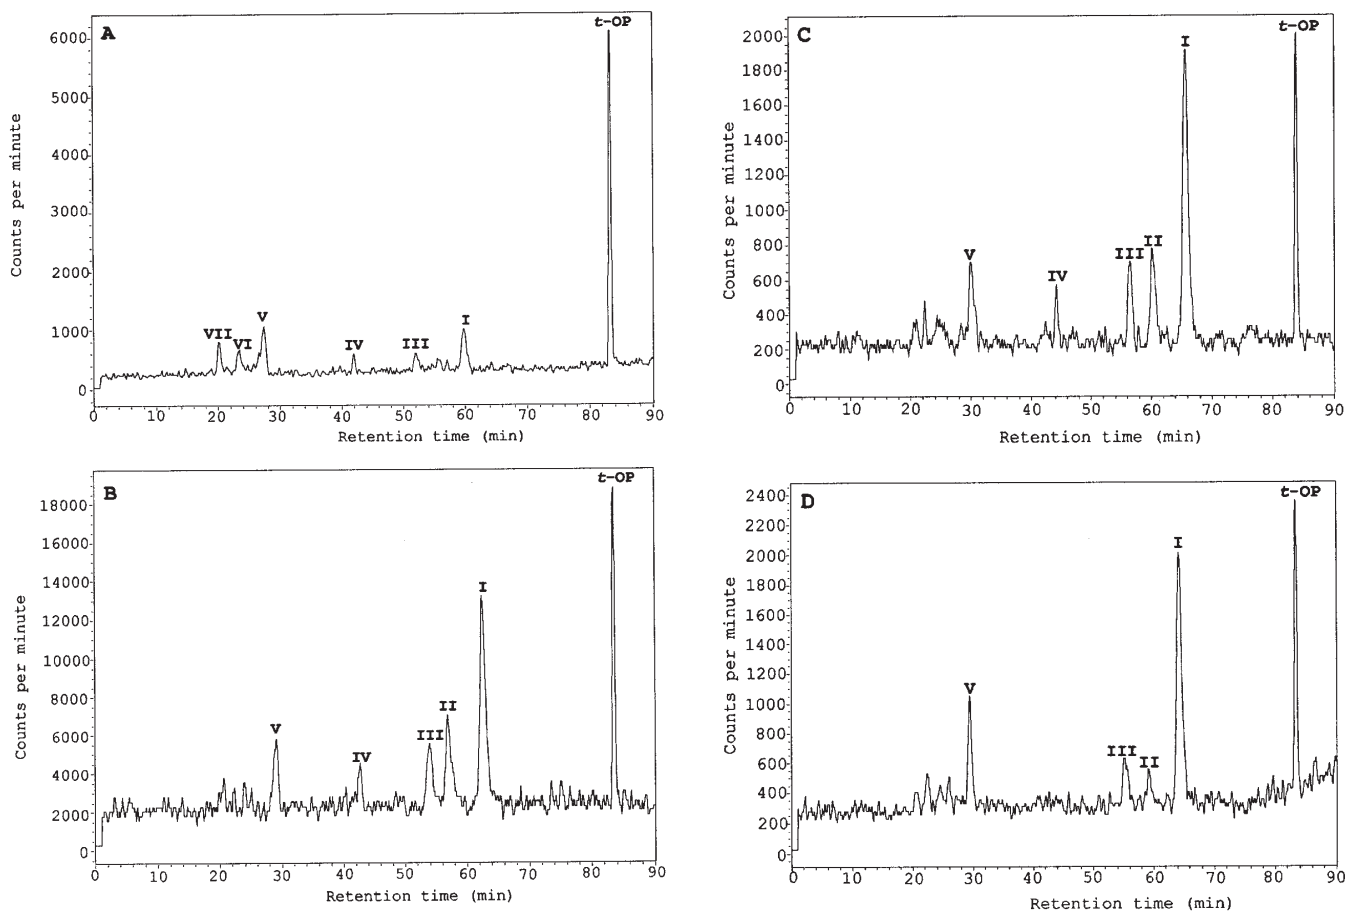 A
t-OP
6000
5000
4000
3000
2000
1000
0
Counts per minute
VII
VI
V
IV
III
I
0 10 20 30 40 50 60 70 80 90
Retention time (min)
B
t-OP
18000
16000
14000
12000
10000
8000
6000
4000
2000
0
Counts per minute
V
IV
III
II
I
0 10 20 30 40 50 60 70 80 90
Retention time (min)
C
t-OP
2000
1800
1600
1400
1200
1000
800
600
400
200
0
Counts per minute
V
IV
III
II
I
0 10 20 30 40 50 60 70 80 90
Retention time (min)
D
t-OP
2400
2200
2000
1800
1600
1400
1200
1000
800
600
400
200
0
Counts per minute
V
III
II
I
0 10 20 30 40 50 60 70 80 90
Retention time (min)